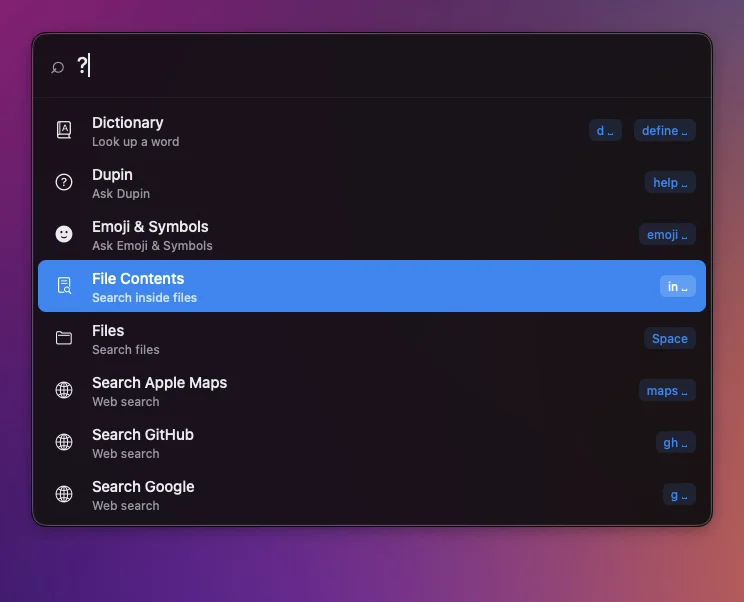 ?
Dictionary
Look up a word
d ⎵ define ⎵
Dupin
Ask Dupin
help ⎵
Emoji & Symbols
Ask Emoji & Symbols
emoji ⎵
File Contents
Search inside files
in ⎵
Files
Search files
Space
Search Apple Maps
Web search
maps ⎵
Search GitHub
Web search
gh ⎵
Search Google
Web search
g ⎵